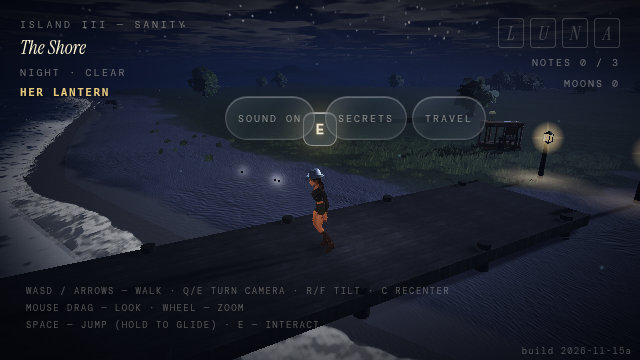 ISLAND III — SANITY
The Shore
NIGHT · CLEAR
HER LANTERN
L U N A
NOTES 0 / 3
MOONS 0
SOUND ON
E
SECRETS
TRAVEL
WASD / ARROWS — WALK · Q/E TURN CAMERA · R/F TILT · C RECENTER
MOUSE DRAG — LOOK · WHEEL — ZOOM
SPACE — JUMP (HOLD TO GLIDE) · E — INTERACT
build 2026-11-15a